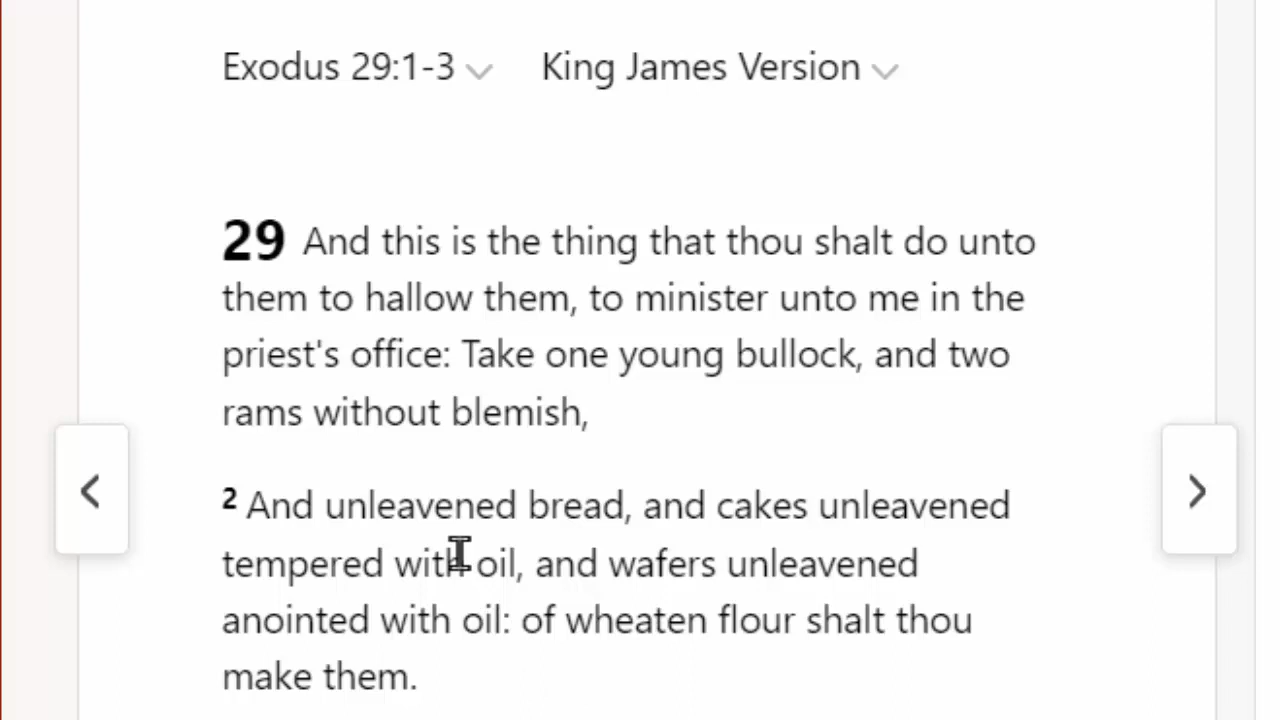 Exodus 29:1-3 King James Version
29 And this is the thing that thou shalt do unto
them to hallow them, to minister unto me in the
priest's office: Take one young bullock, and two
rams without blemish,
2 And unleavened bread, and cakes unleavened
tempered with oil, and wafers unleavened
anointed with oil: of wheaten flour shalt thou
make them.